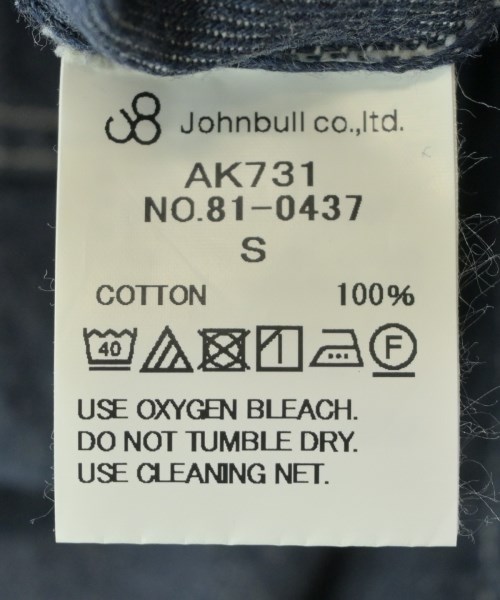 Johnbull co.,ltd.
AK731
NO.81-0437
S
COTTON 100%
40 F
USE OXYGEN BLEACH.
DO NOT TUMBLE DRY.
USE CLEANING NET.